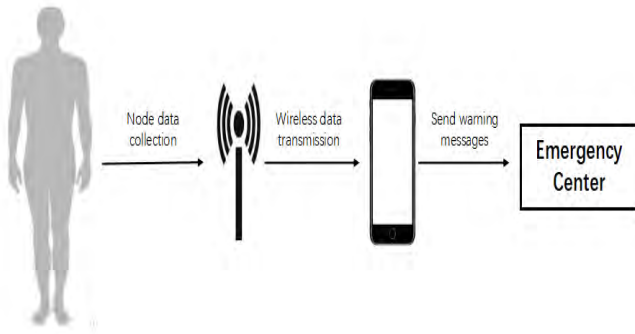 Node data
collection
Wireless data
transmission
Send warning
messages
Emergency
Center